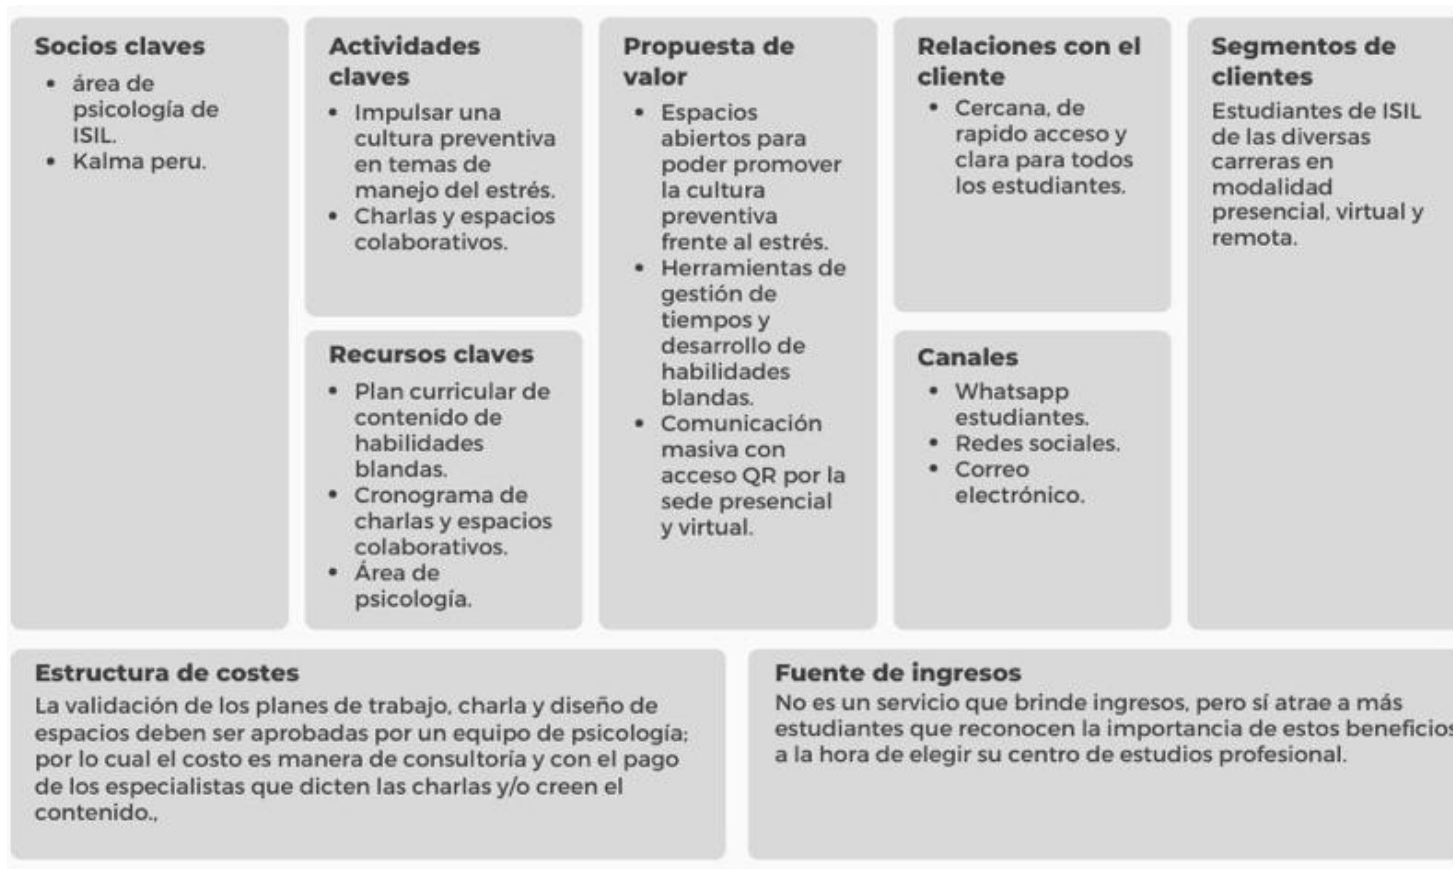 Socios claves
• área de
psicología de
ISIL.
• Kalma peru.
Actividades
claves
• Impulsar una
cultura preventiva
en temas de
manejo del estrés.
• Charlas y espacios
colaborativos.
Recursos claves
• Plan curricular de
contenido de
habilidades
blandas.
• Cronograma de
charlas y espacios
colaborativos.
• Área de
psicología.
Propuesta de
valor
• Espacios
abiertos para
poder promover
la cultura
preventiva
frente al estrés.
• Herramientas de
gestión de
tiempos y
desarrollo de
habilidades
blandas.
• Comunicación
masiva con
acceso QR por la
sede presencial
y virtual.
Relaciones con el
cliente
• Cercana, de
rapido acceso y
clara para todos
los estudiantes.
Canales
• Whatsapp
estudiantes.
• Redes sociales.
• Correo
electrónico.
Segmentos de
clientes
Estudiantes de ISIL
de las diversas
carreras en
modalidad
presencial, virtual y
remota.
Estructura de costes
La validación de los planes de trabajo, charla y diseño de
espacios deben ser aprobadas por un equipo de psicología;
por lo cual el costo es manera de consultoría y con el pago
de los especialistas que dicten las charlas y/o creen el
contenido.,
Fuente de ingresos
No es un servicio que brinde ingresos, pero sí atrae a más
estudiantes que reconocen la importancia de estos beneficios
a la hora de elegir su centro de estudios profesional.